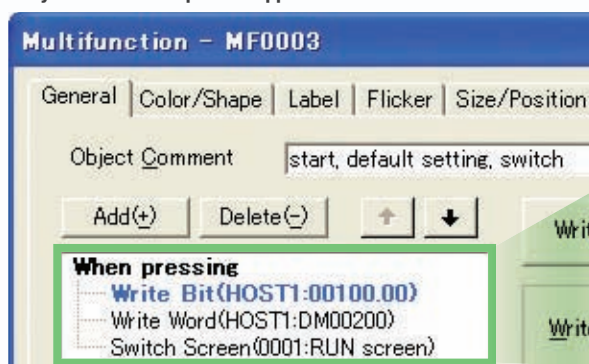 Multifunction - MF0003
General Color/Shape Label Flicker Size/Position
Object Comment start, default setting, switch
Add(+) Delete(-)
When pressing
Write Bit(HOST1:00100.00)
Write Word(HOST1:DM00200)
Switch Screen(0001:RUN screen)